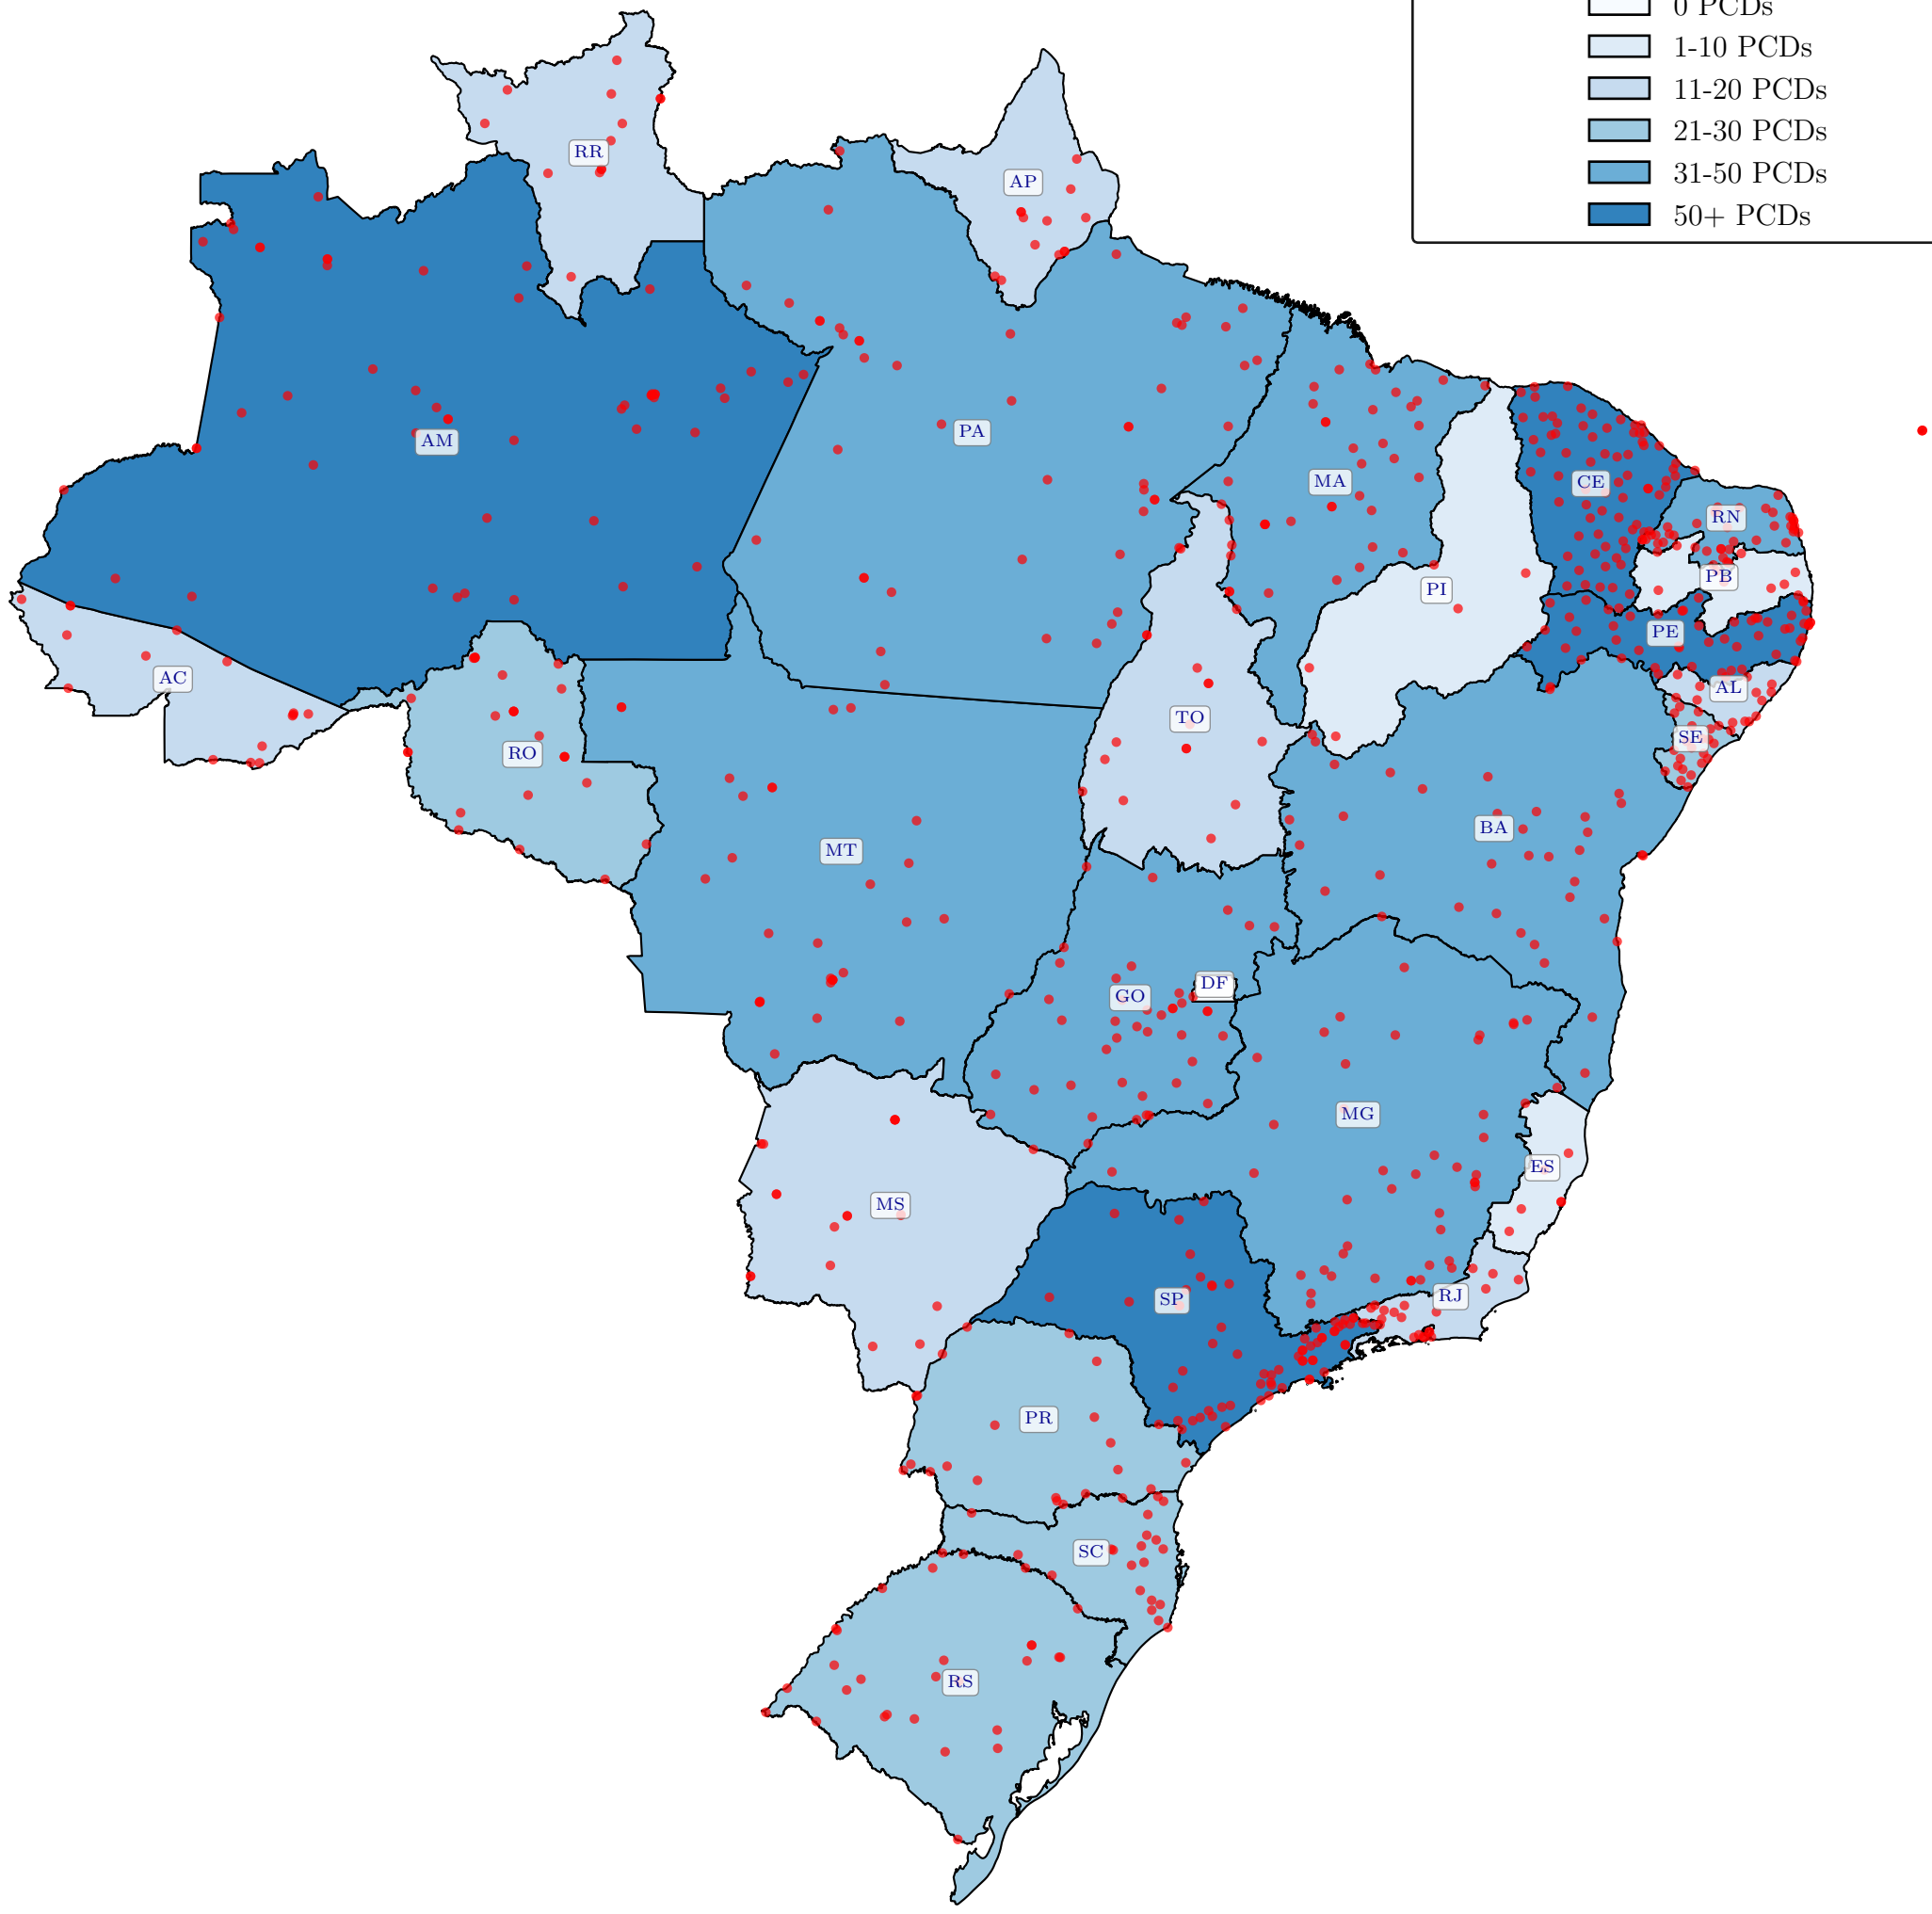 0 PCDs
1-10 PCDs
11-20 PCDs
21-30 PCDs
31-50 PCDs
50+ PCDs
RR
AP
AM
PA
MA
CE
RN
PB
PI
PE
AC
AL
TO
SE
RO
BA
MT
DF
GO
MG
ES
MS
RJ
SP
PR
SC
RS